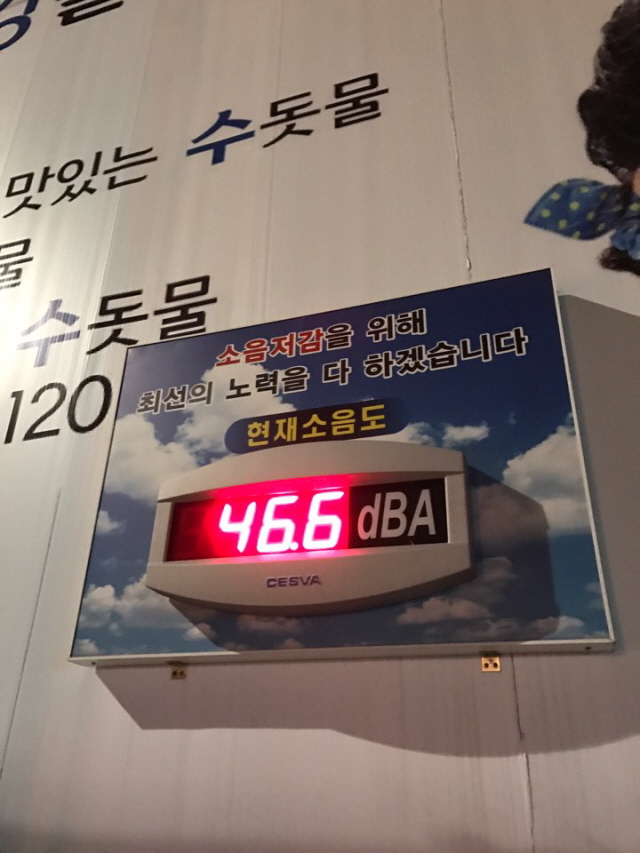 맛있는 수돗물
물
수돗물
120
소음저감을 위해
최선의 노력을 다 하겠습니다
현재소음도
46.6 dBA
CESVA